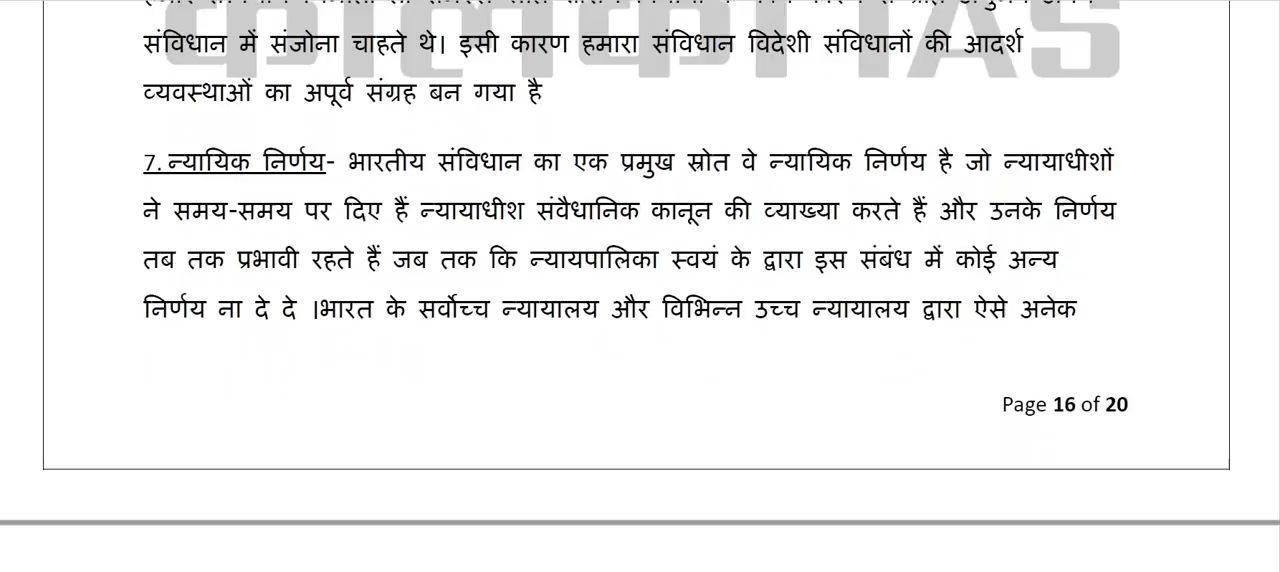 संविधान में संजोना चाहते थे। इसी कारण हमारा संविधान विदेशी संविधानों की आदर्श
व्यवस्थाओं का अपूर्व संग्रह बन गया है
7. न्यायिक निर्णय- भारतीय संविधान का एक प्रमुख स्रोत वे न्यायिक निर्णय है जो न्यायाधीशों
ने समय-समय पर दिए हैं न्यायाधीश संवैधानिक कानून की व्याख्या करते हैं और उनके निर्णय
तब तक प्रभावी रहते हैं जब तक कि न्यायपालिका स्वयं के द्वारा इस संबंध में कोई अन्य
निर्णय ना दे दे ।भारत के सर्वोच्च न्यायालय और विभिन्न उच्च न्यायालय द्वारा ऐसे अनेक
Page 16 of 20